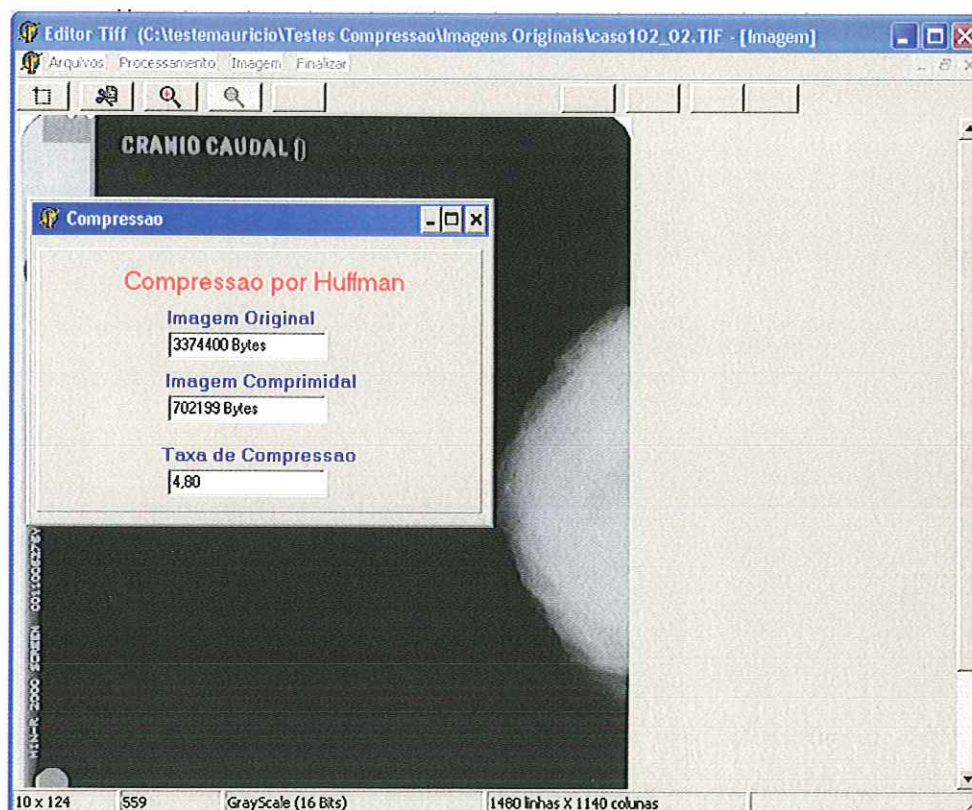 Editor Tiff (C:\testemauricio\Testes Compressao\Imagens Originais\caso102_02.TIF - [Imagem]
Arquivos Processamento Imagem Finalizar
CRANIO CAUDAL ()
Compressao
Compressao por Huffman
Imagem Original
3374400 Bytes
Imagem Comprimidal
702199 Bytes
Taxa de Compressao
4,80
2000 SCREEN
10 x 124 559 GrayScale (16 Bits) 1480 linhas X 1140 colunas